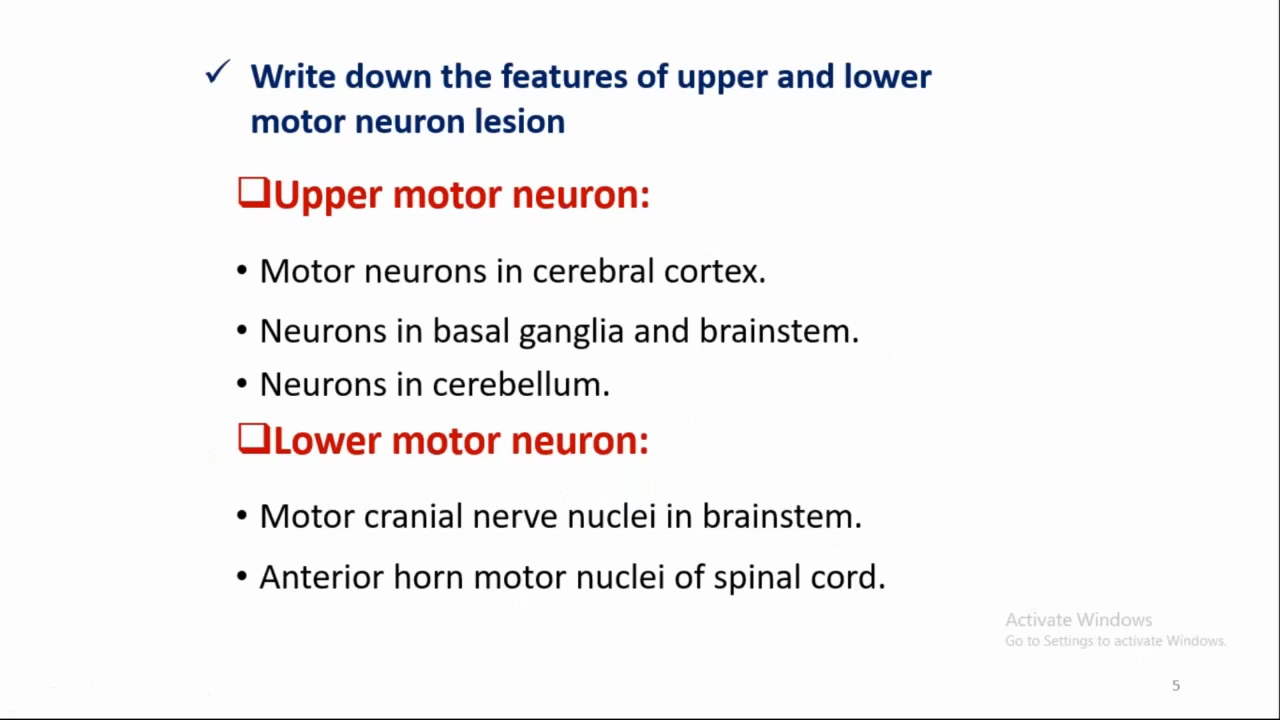 ✓ Write down the features of upper and lower
motor neuron lesion
❑Upper motor neuron:
• Motor neurons in cerebral cortex.
• Neurons in basal ganglia and brainstem.
• Neurons in cerebellum.
❑Lower motor neuron:
• Motor cranial nerve nuclei in brainstem.
• Anterior horn motor nuclei of spinal cord.
Activate Windows
Go to Settings to activate Windows.
5